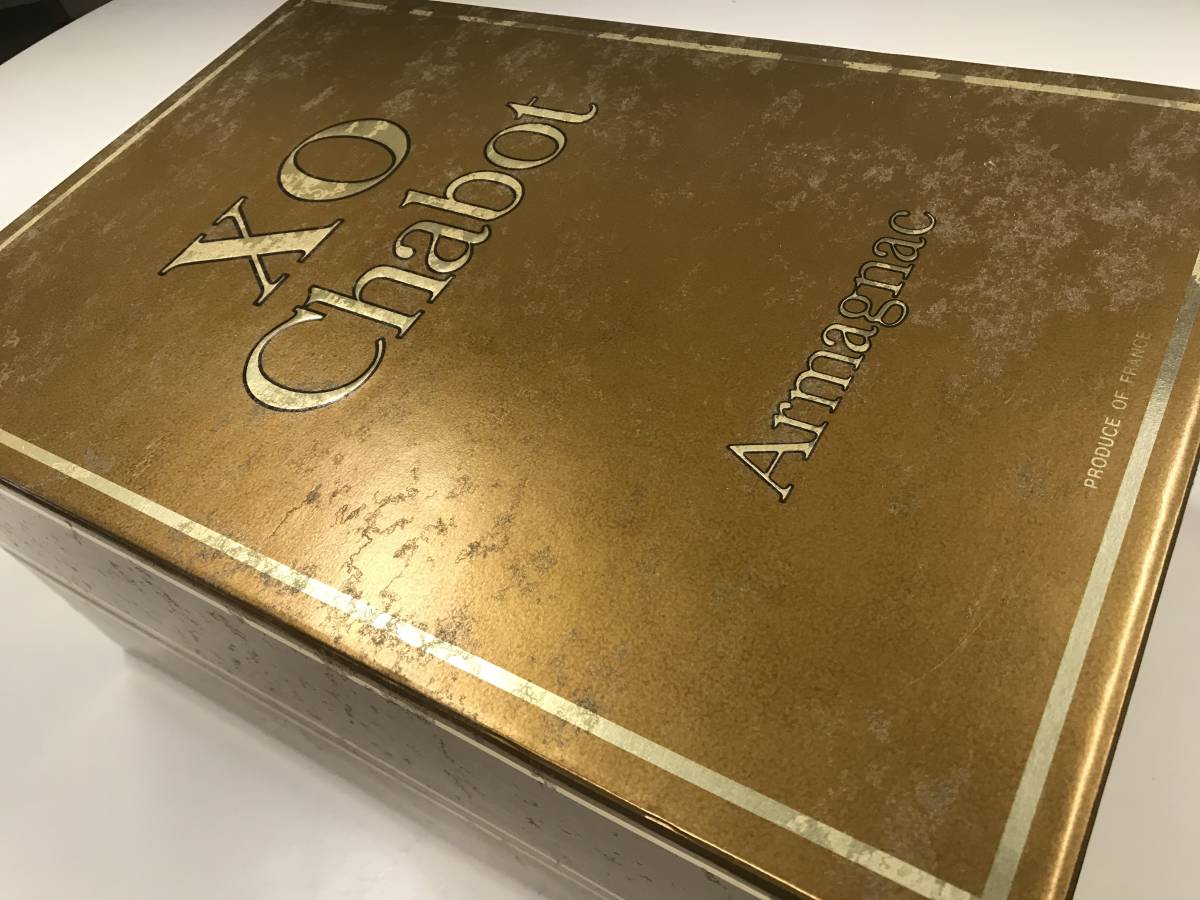 XO
Chabot
Armagnac
PRODUCE OF FRANCE